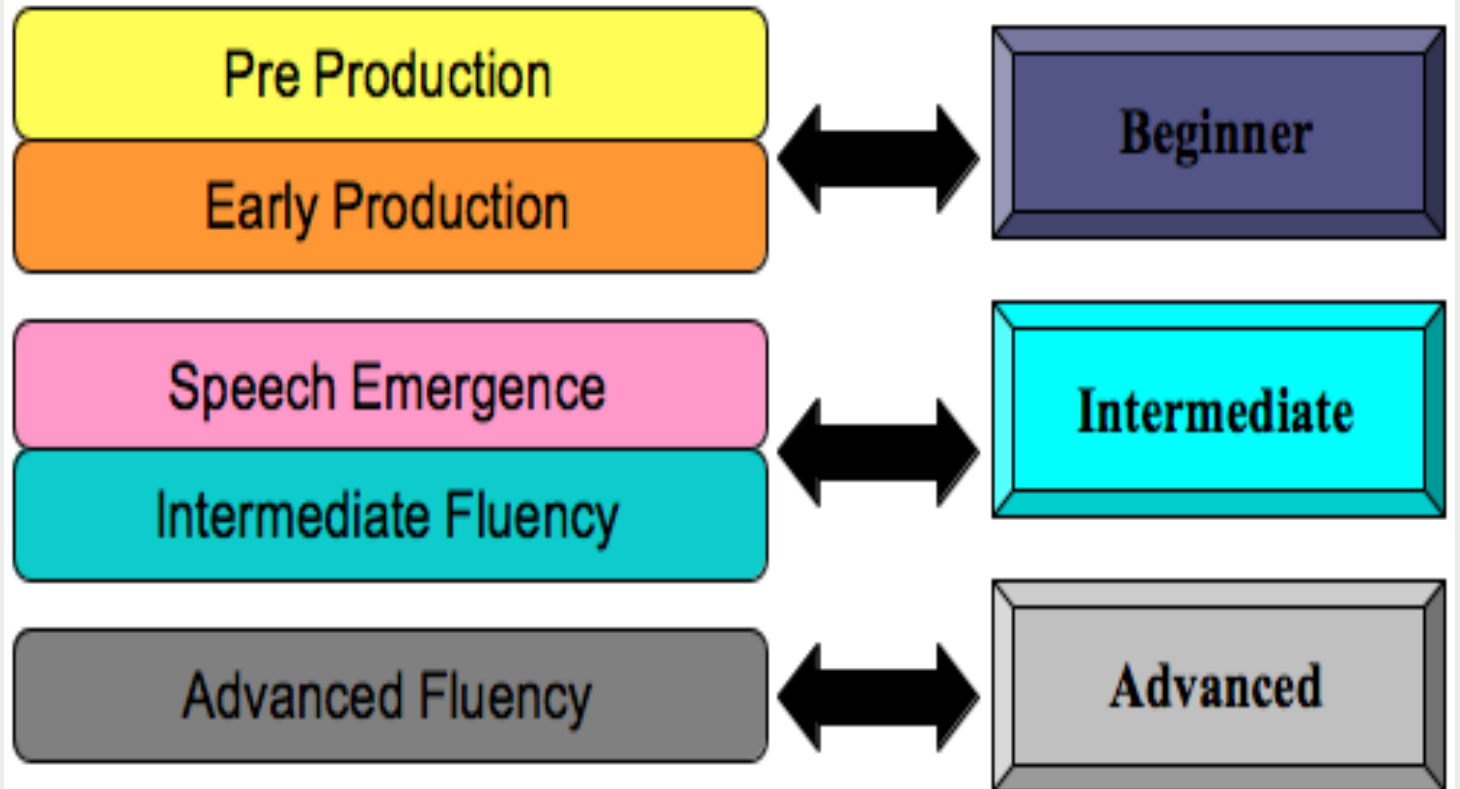 Pre Production
Early Production
Beginner
Speech Emergence
Intermediate Fluency
Intermediate
Advanced Fluency
Advanced